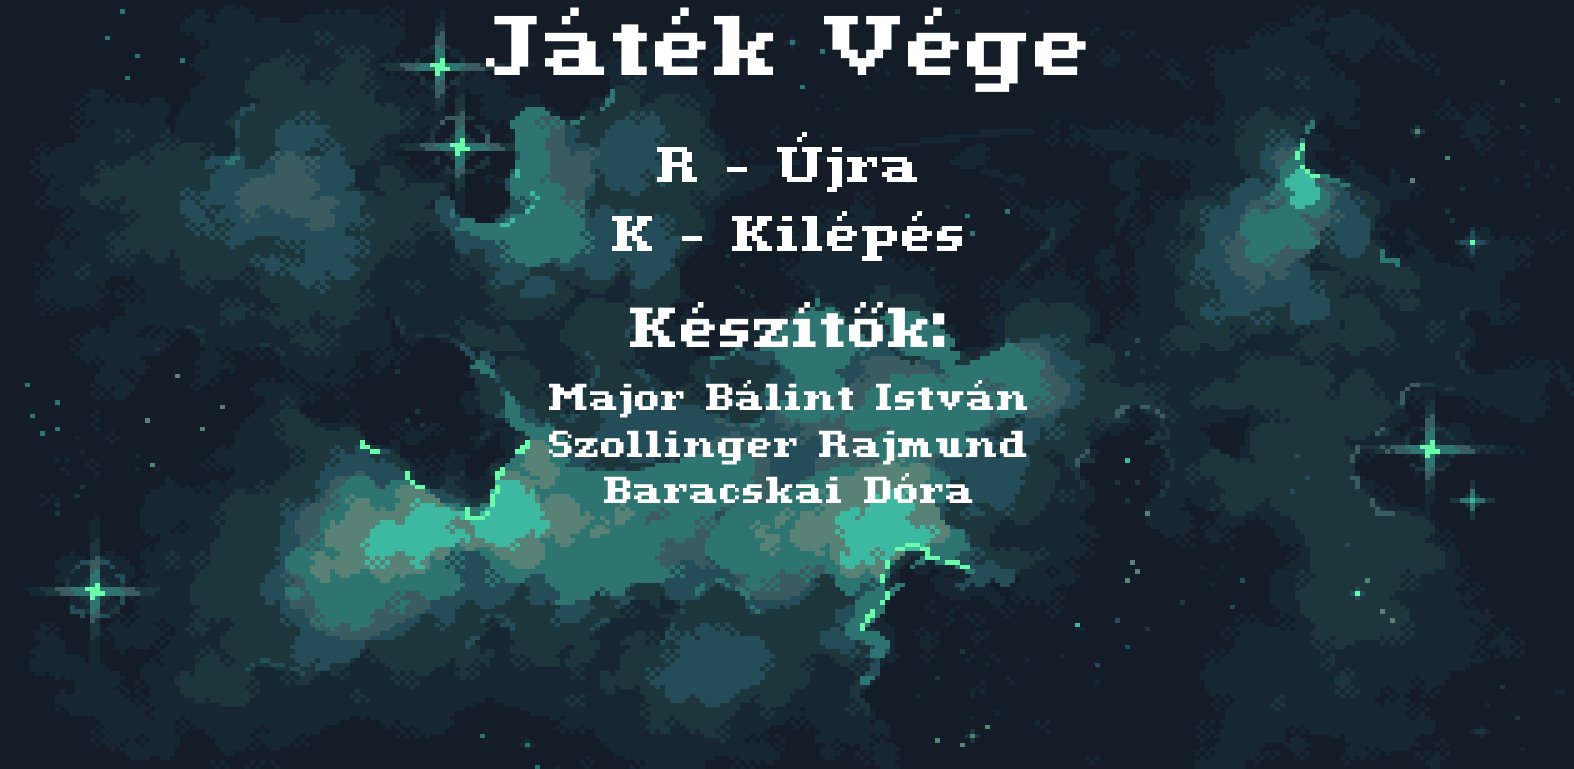 Játék Vége
R - Újra
K - Kilépés
Készítők:
Major Bálint István
Szollinger Rajmund
Baracskai Dóra